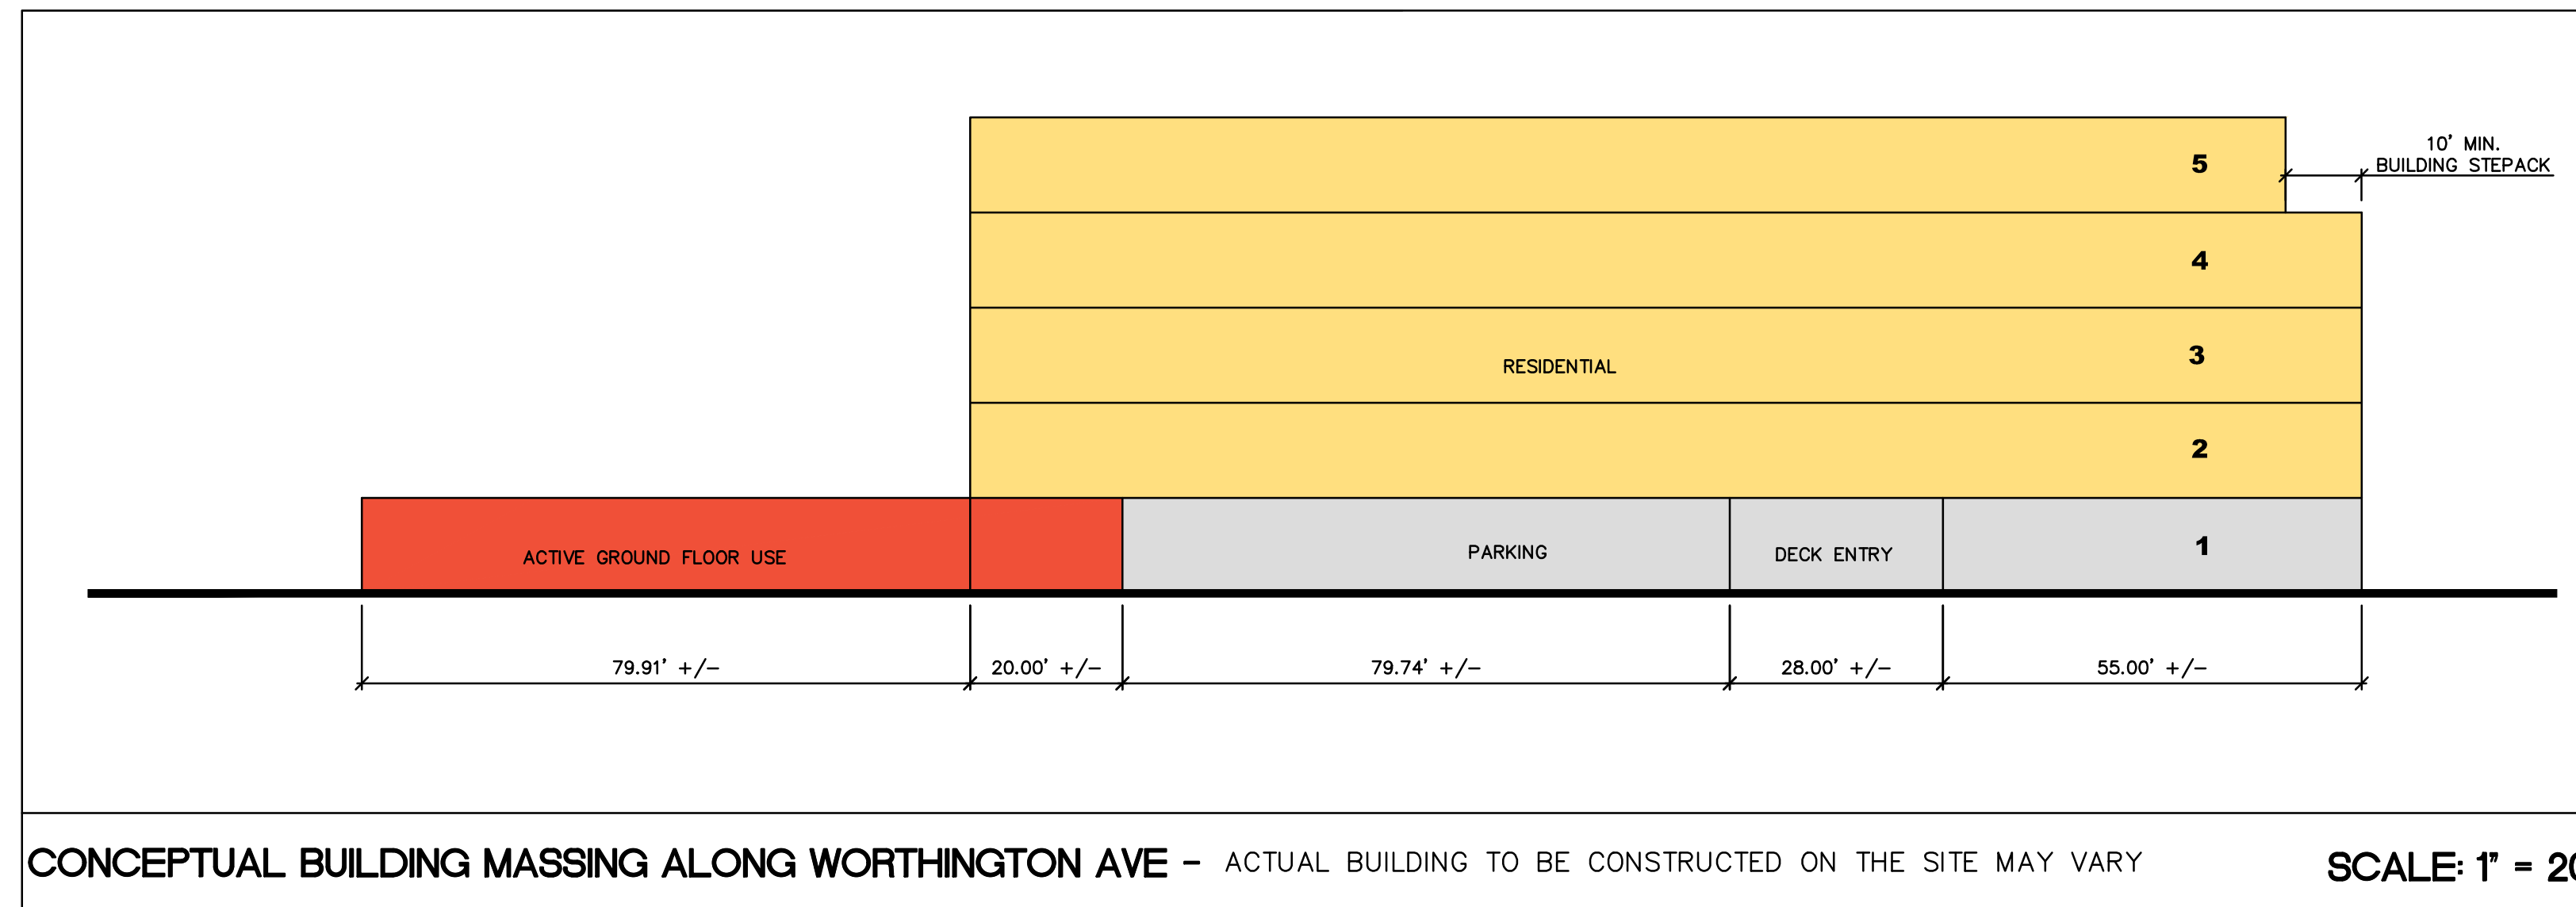 5
10' MIN.
BUILDING STEPACK
4
3
RESIDENTIAL
2
ACTIVE GROUND FLOOR USE
PARKING
DECK ENTRY
1
79.91' +/-
20.00' +/-
79.74' +/-
28.00' +/-
55.00' +/-
CONCEPTUAL BUILDING MASSING ALONG WORTHINGTON AVE - ACTUAL BUILDING TO BE CONSTRUCTED ON THE SITE MAY VARY
SCALE: 1" =